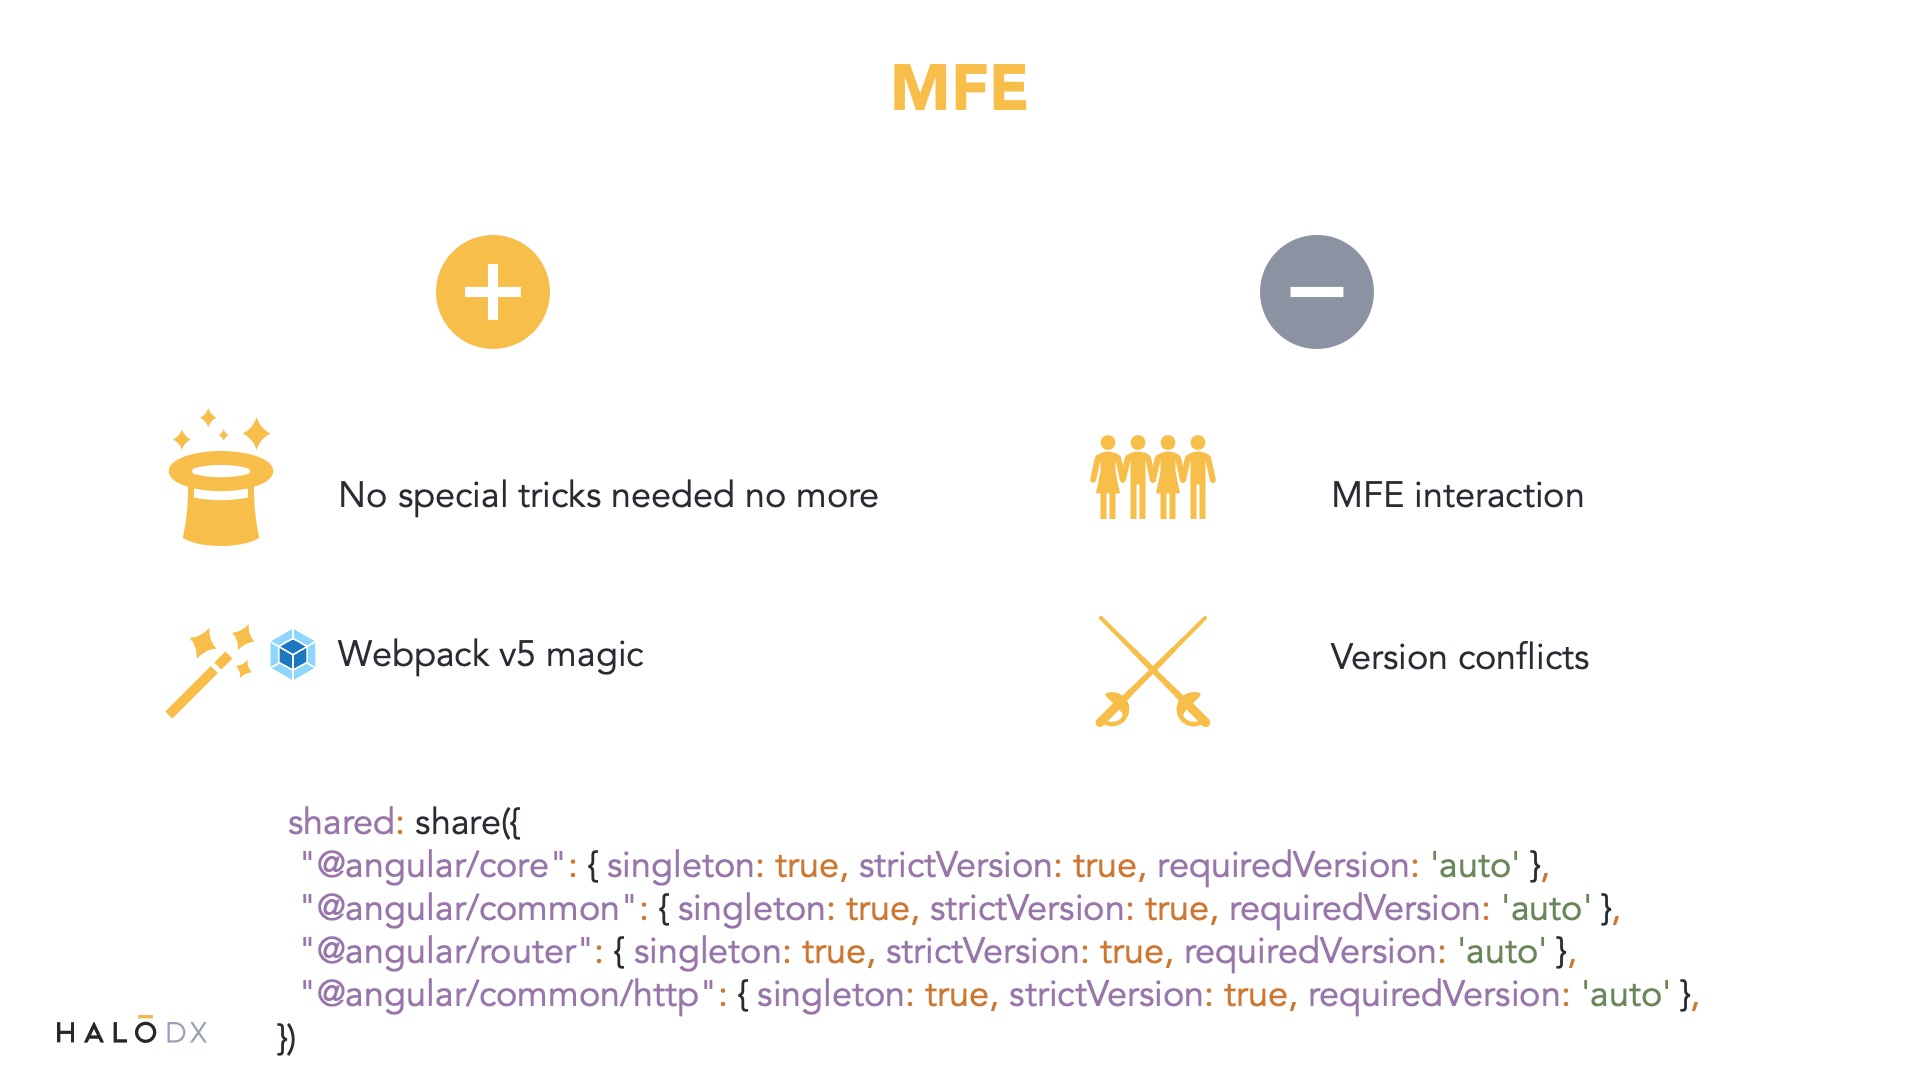 MFE
No special tricks needed no more
MFE interaction
Webpack v5 magic
Version conflicts
shared: share({
"@angular/core": { singleton: true, strictVersion: true, requiredVersion: 'auto' },
"@angular/common": { singleton: true, strictVersion: true, requiredVersion: 'auto' },
"@angular/router": { singleton: true, strictVersion: true, requiredVersion: 'auto' },
"@angular/common/http": { singleton: true, strictVersion: true, requiredVersion: 'auto' },
})
HALŌ DX